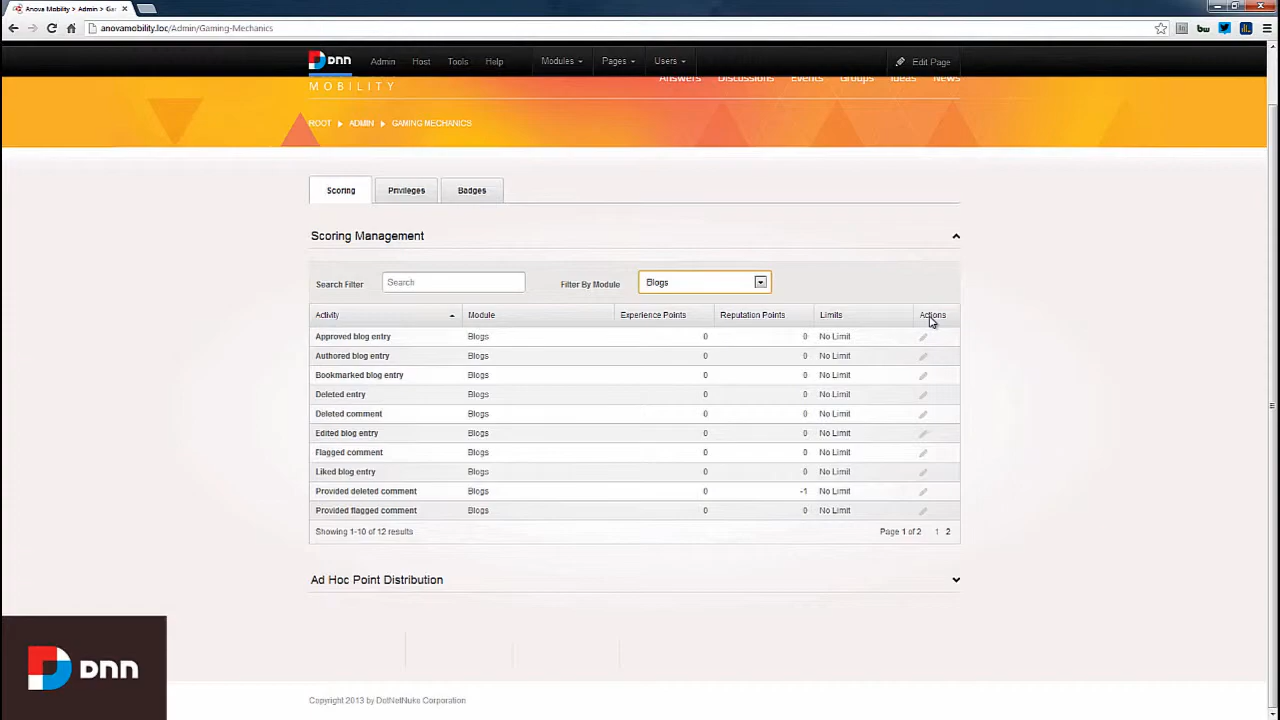 Anova Mobility > Admin > Ga
anovamobility.loc/Admin/Gaming-Mechanics
bw
DNN Admin Host Tools Help Modules Pages Users Edit Page
Answers Discussions Events Groups Ideas News
MOBILITY
ROOT ADMIN GAMING MECHANICS
Scoring Privileges Badges
Scoring Management
Search Filter Search Filter By Module Blogs
Activity Module Experience Points Reputation Points Limits Actions
Approved blog entry Blogs 0 0 No Limit
Authored blog entry Blogs 0 0 No Limit
Bookmarked blog entry Blogs 0 0 No Limit
Deleted entry Blogs 0 0 No Limit
Deleted comment Blogs 0 0 No Limit
Edited blog entry Blogs 0 0 No Limit
Flagged comment Blogs 0 0 No Limit
Liked blog entry Blogs 0 0 No Limit
Provided deleted comment Blogs 0 -1 No Limit
Provided flagged comment Blogs 0 0 No Limit
Showing 1-10 of 12 results Page 1 of 2 1 2
Ad Hoc Point Distribution
DNN
Copyright 2013 by DotNetNuke Corporation